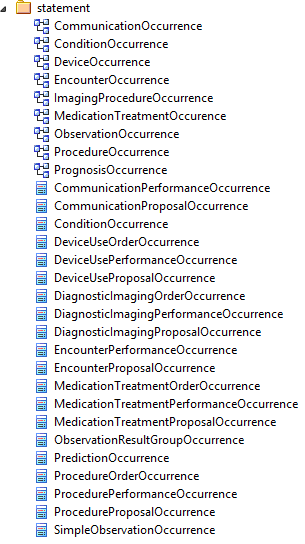 statement
CommunicationOccurrence
ConditionOccurrence
DeviceOccurrence
EncounterOccurrence
ImagingProcedureOccurrence
MedicationTreatmentOccurence
ObservationOccurrence
ProcedureOccurrence
PrognosisOccurrence
CommunicationPerformanceOccurrence
CommunicationProposalOccurrence
ConditionOccurrence
DeviceUseOrderOccurrence
DeviceUsePerformanceOccurrence
DeviceUseProposalOccurrence
DiagnosticImagingOrderOccurrence
DiagnosticImagingPerformanceOccurrence
DiagnosticImagingProposalOccurrence
EncounterPerformanceOccurrence
EncounterProposalOccurrence
MedicationTreatmentOrderOccurrence
MedicationTreatmentPerformanceOccurrence
MedicationTreatmentProposalOccurrence
ObservationResultGroupOccurrence
PredictionOccurrence
ProcedureOrderOccurrence
ProcedurePerformanceOccurrence
ProcedureProposalOccurrence
SimpleObservationOccurrence